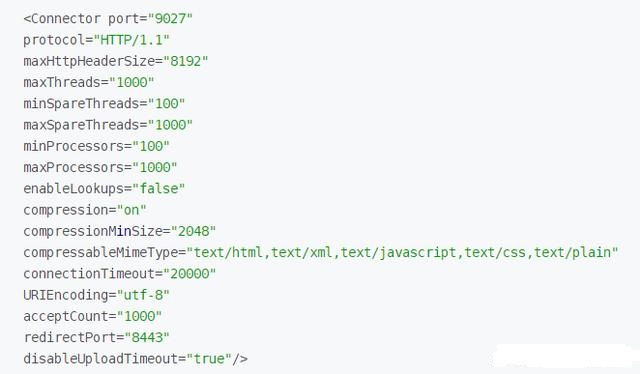 <Connector port="9027"
protocol="HTTP/1.1"
maxHttpHeaderSize="8192"
maxThreads="1000"
minSpareThreads="100"
maxSpareThreads="1000"
minProcessors="100"
maxProcessors="1000"
enableLookups="false"
compression="on"
compressionMinSize="2048"
compressableMimeType="text/html,text/xml,text/javascript,text/css,text/plain"
connectionTimeout="20000"
URIEncoding="utf-8"
acceptCount="1000"
redirectPort="8443"
disableUploadTimeout="true"/>